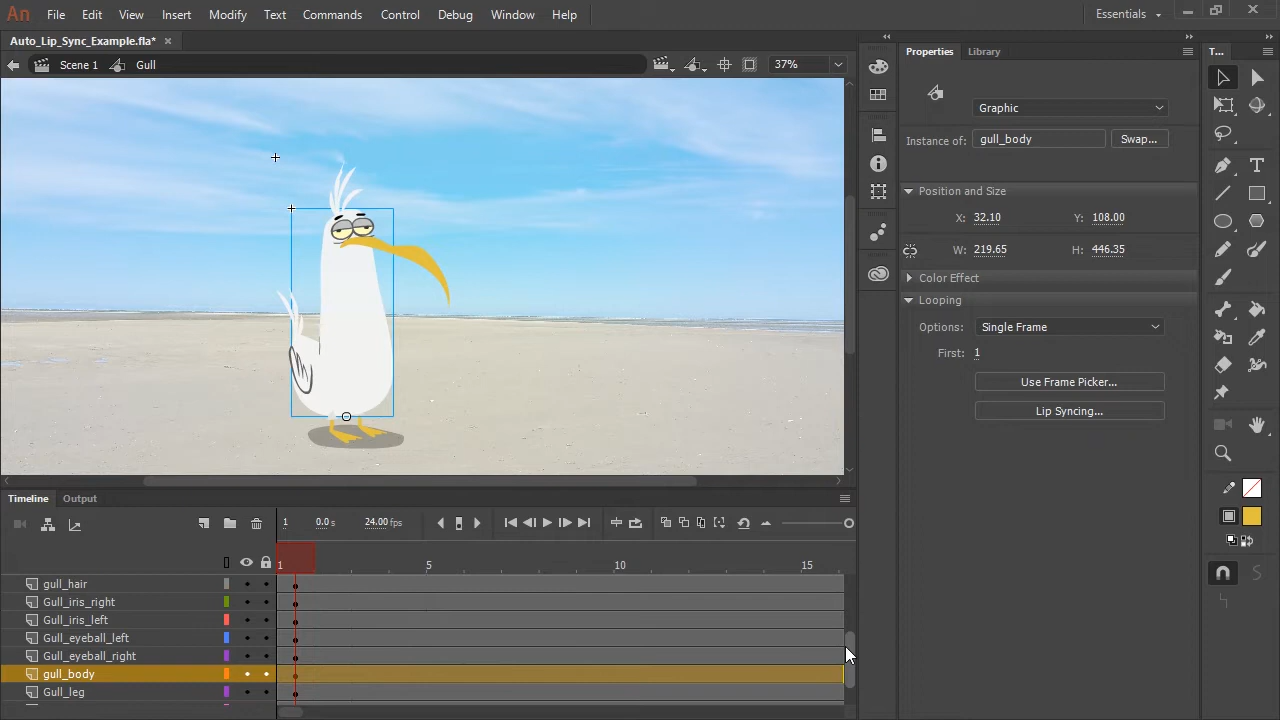 An File Edit View Insert Modify Text Commands Control Debug Window Help Essentials
Auto_Lip_Sync_Example.fla* ×
Scene 1 Gull 37%
Properties Library T...
Graphic
Instance of: gull_body Swap...
Position and Size
X: 32.10 Y: 108.00
W: 219.65 H: 446.35
Color Effect
Looping
Options: Single Frame
First: 1
Use Frame Picker...
Lip Syncing...
Timeline Output
1 0.0 s 24.00 fps
1 5 10 15
gull_hair
Gull_iris_right
Gull_iris_left
Gull_eyeball_left
Gull_eyeball_right
gull_body
Gull_leg